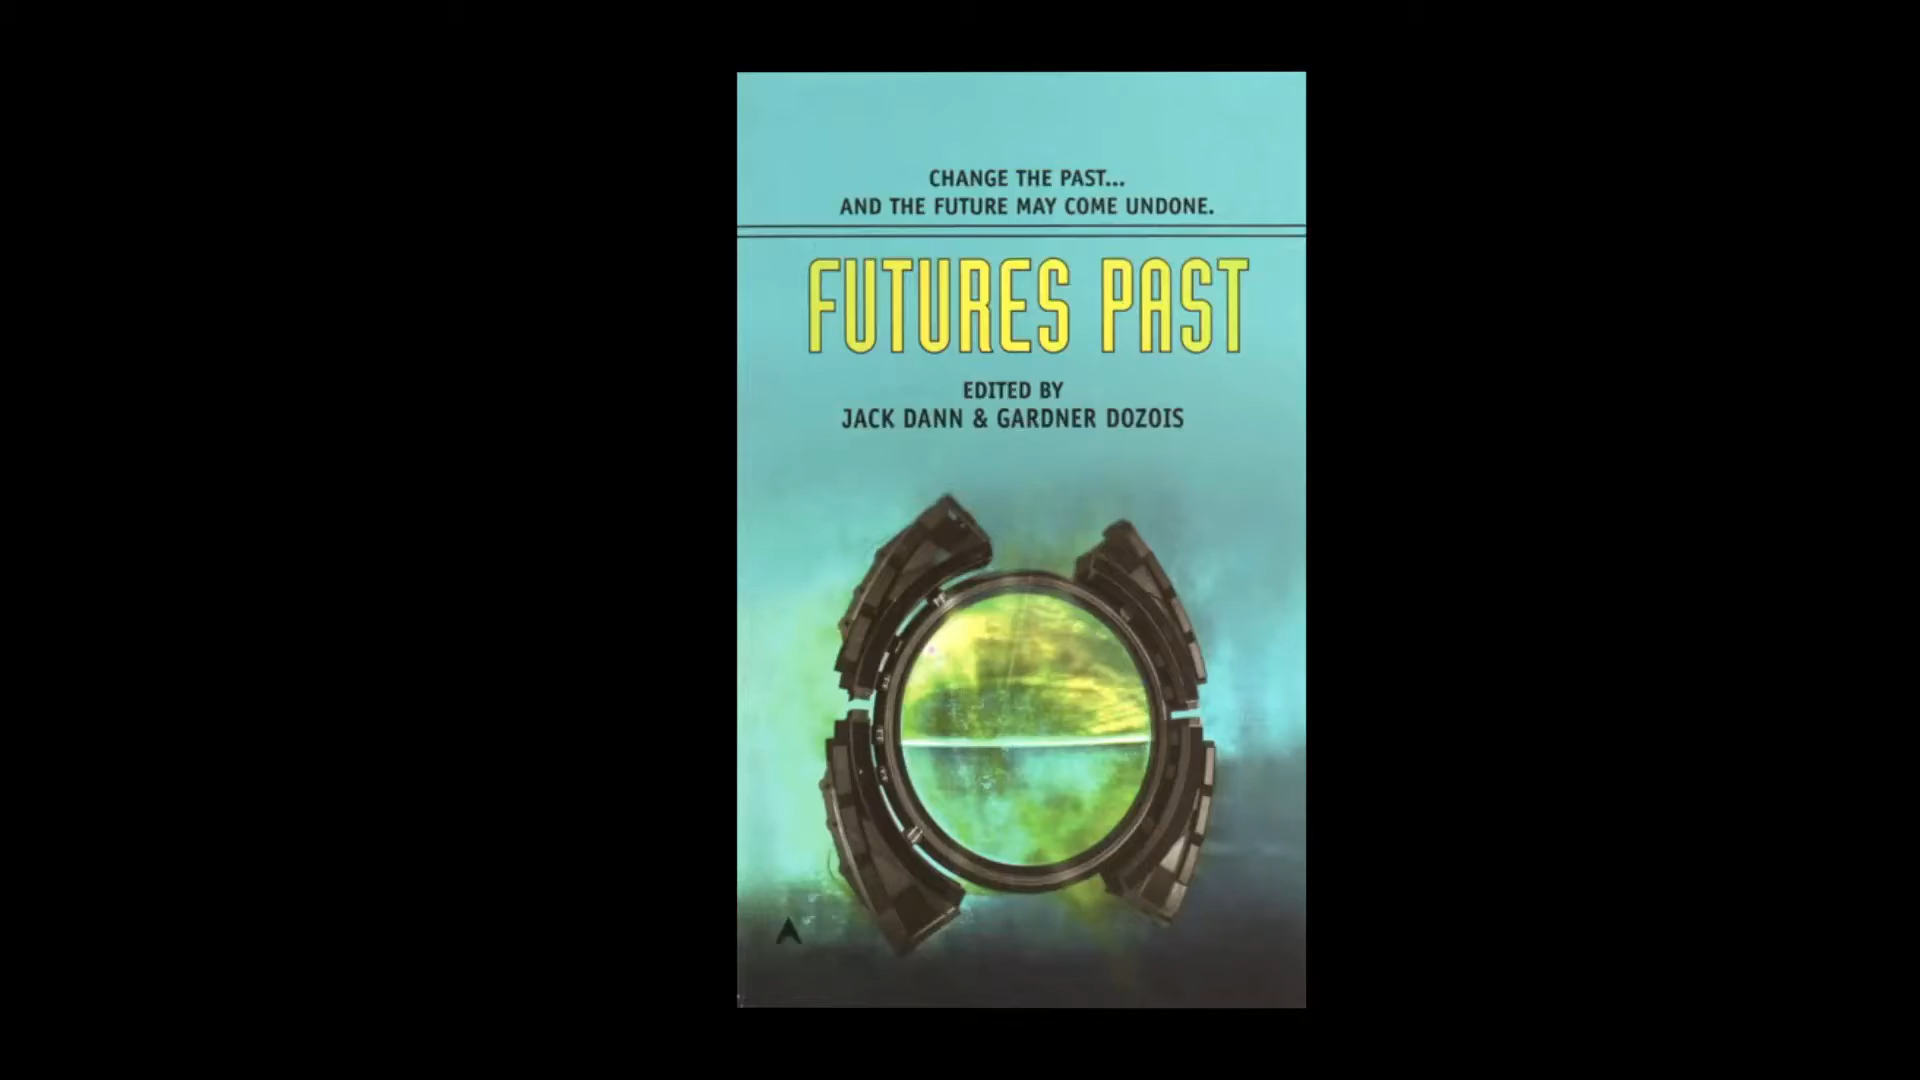 CHANGE THE PAST...
AND THE FUTURE MAY COME UNDONE.
FUTURES PAST
EDITED BY
JACK DANN & GARDNER DOZOIS